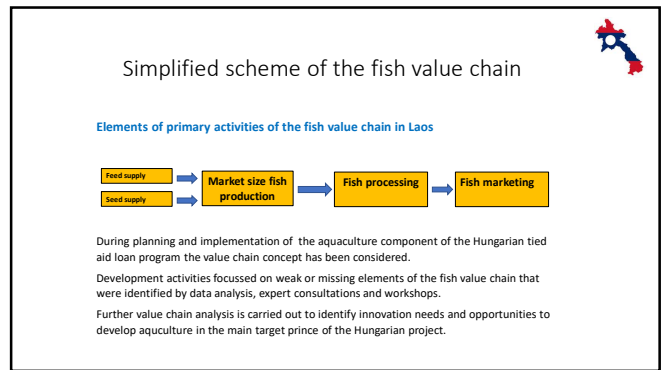 Simplified scheme of the fish value chain
Elements of primary activities of the fish value chain in Laos
Feed supply
Seed supply
Market size fish
production
Fish processing
Fish marketing
During planning and implementation of the aquaculture component of the Hungarian tied
aid loan program the value chain concept has been considered.
Development activities focussed on weak or missing elements of the fish value chain that
were identified by data analysis, expert consultations and workshops.
Further value chain analysis is carried out to identify innovation needs and opportunities to
develop aquculture in the main target prince of the Hungarian project.